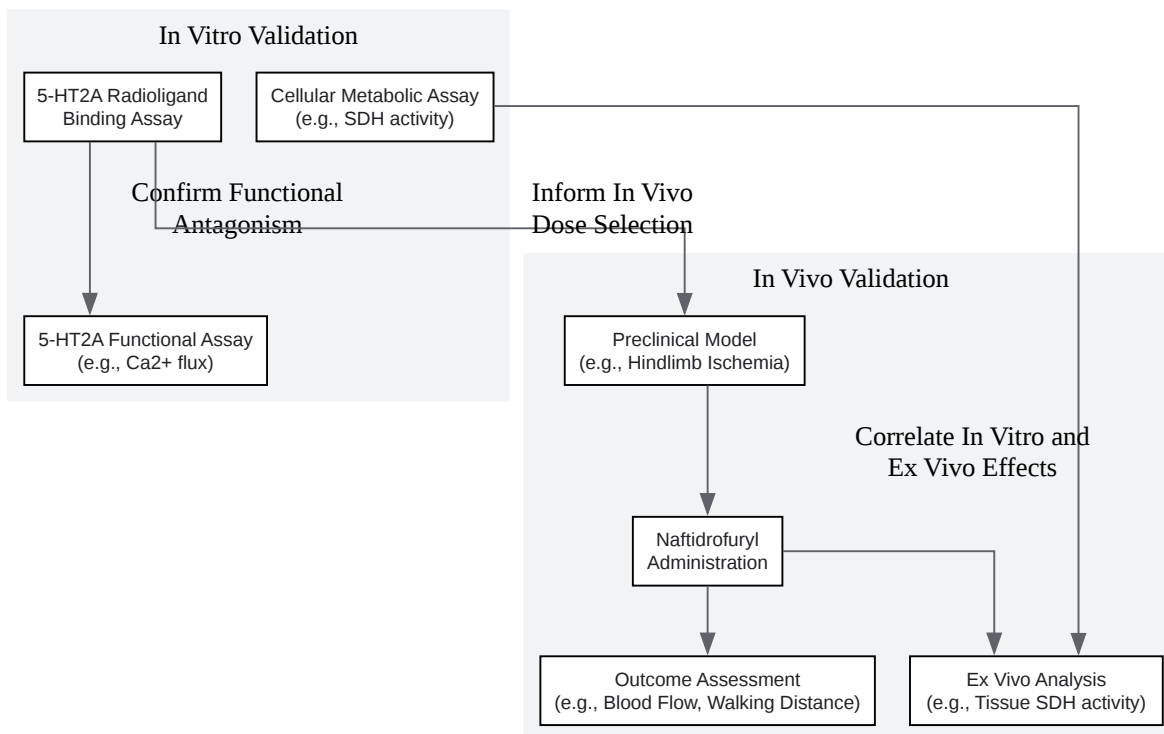 In Vitro Validation
5-HT2A Radioligand
Binding Assay
Cellular Metabolic Assay
(e.g., SDH activity)
Confirm Functional
Antagonism
Inform In Vivo
Dose Selection
In Vivo Validation
5-HT2A Functional Assay
(e.g., Ca2+ flux)
Preclinical Model
(e.g., Hindlimb Ischemia)
Correlate In Vitro and
Ex Vivo Effects
Naftidrofuryl
Administration
Outcome Assessment
(e.g., Blood Flow, Walking Distance)
Ex Vivo Analysis
(e.g., Tissue SDH activity)